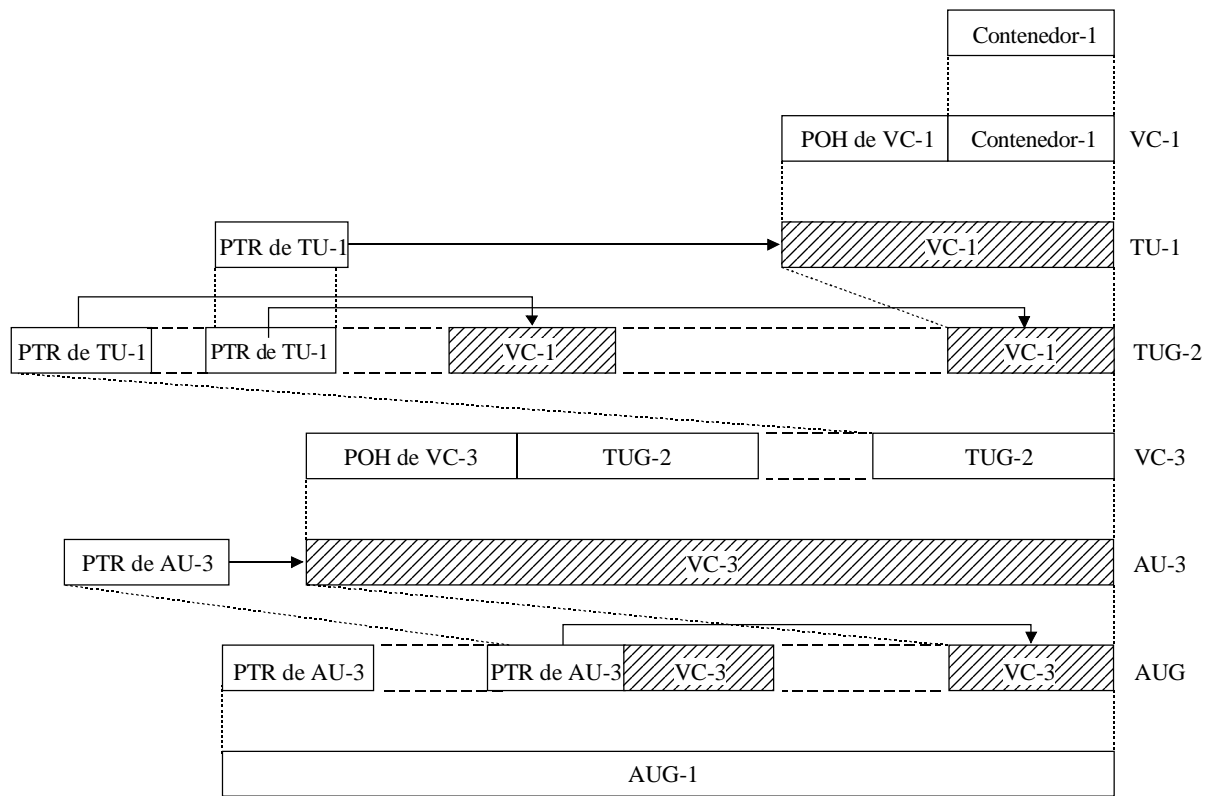 Contenedor-1
POH de VC-1 Contenedor-1 VC-1
PTR de TU-1 VC-1 TU-1
PTR de TU-1 PTR de TU-1 VC-1 VC-1 TUG-2
POH de VC-3 TUG-2 TUG-2 VC-3
PTR de AU-3 VC-3 AU-3
PTR de AU-3 PTR de AU-3 VC-3 VC-3 AUG
AUG-1